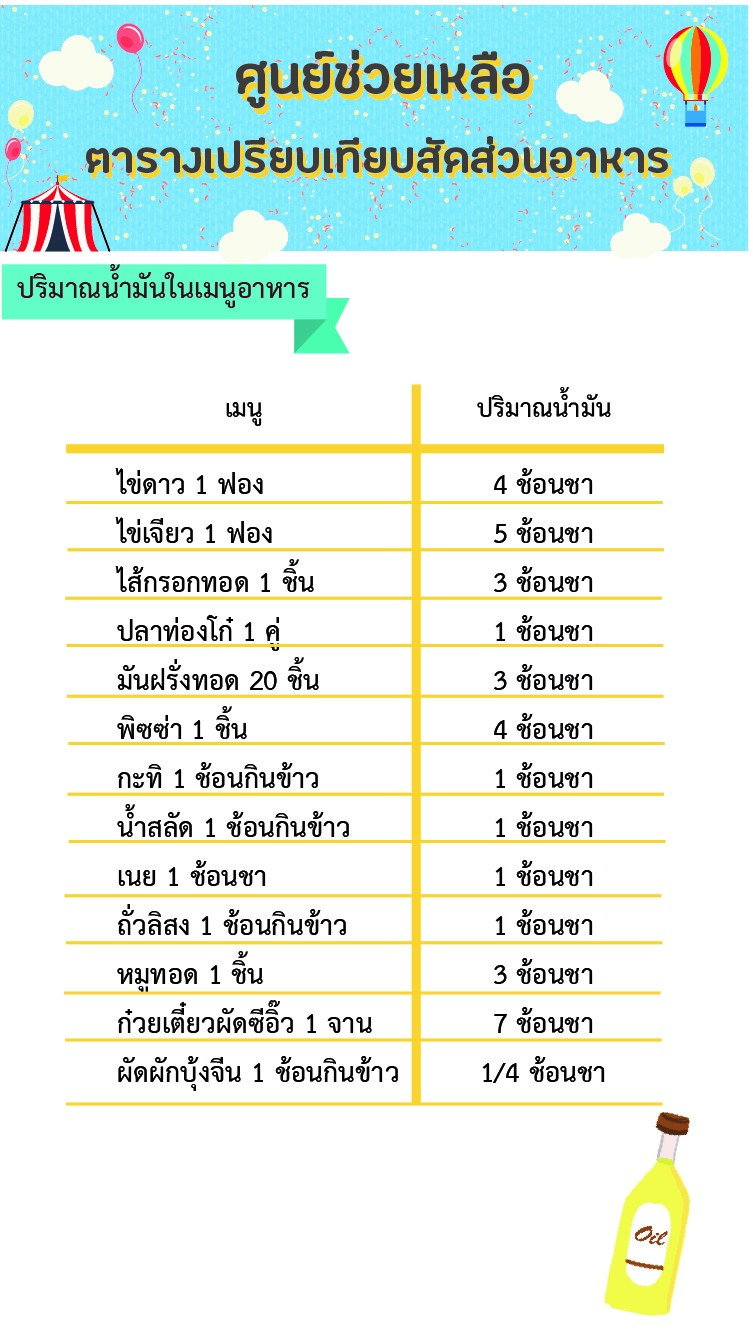 ศูนย์ช่วยเหลือ
ตารางเปรียบเทียบสัดส่วนอาหาร
ปริมาณน้ำมันในเมนูอาหาร
เมนู ปริมาณน้ำมัน
ไข่ดาว 1 ฟอง 4 ช้อนชา
ไข่เจียว 1 ฟอง 5 ช้อนชา
ไส้กรอกทอด 1 ชิ้น 3 ช้อนชา
ปลาท่องโก๋ 1 คู่ 1 ช้อนชา
มันฝรั่งทอด 20 ชิ้น 3 ช้อนชา
พิซซ่า 1 ชิ้น 4 ช้อนชา
กะทิ 1 ช้อนกินข้าว 1 ช้อนชา
น้ำสลัด 1 ช้อนกินข้าว 1 ช้อนชา
เนย 1 ช้อนชา 1 ช้อนชา
ถั่วลิสง 1 ช้อนกินข้าว 1 ช้อนชา
หมูทอด 1 ชิ้น 3 ช้อนชา
ก๋วยเตี๋ยวผัดซีอิ๊ว 1 จาน 7 ช้อนชา
ผัดผักบุ้งจีน 1 ช้อนกินข้าว 1/4 ช้อนชา
Oil